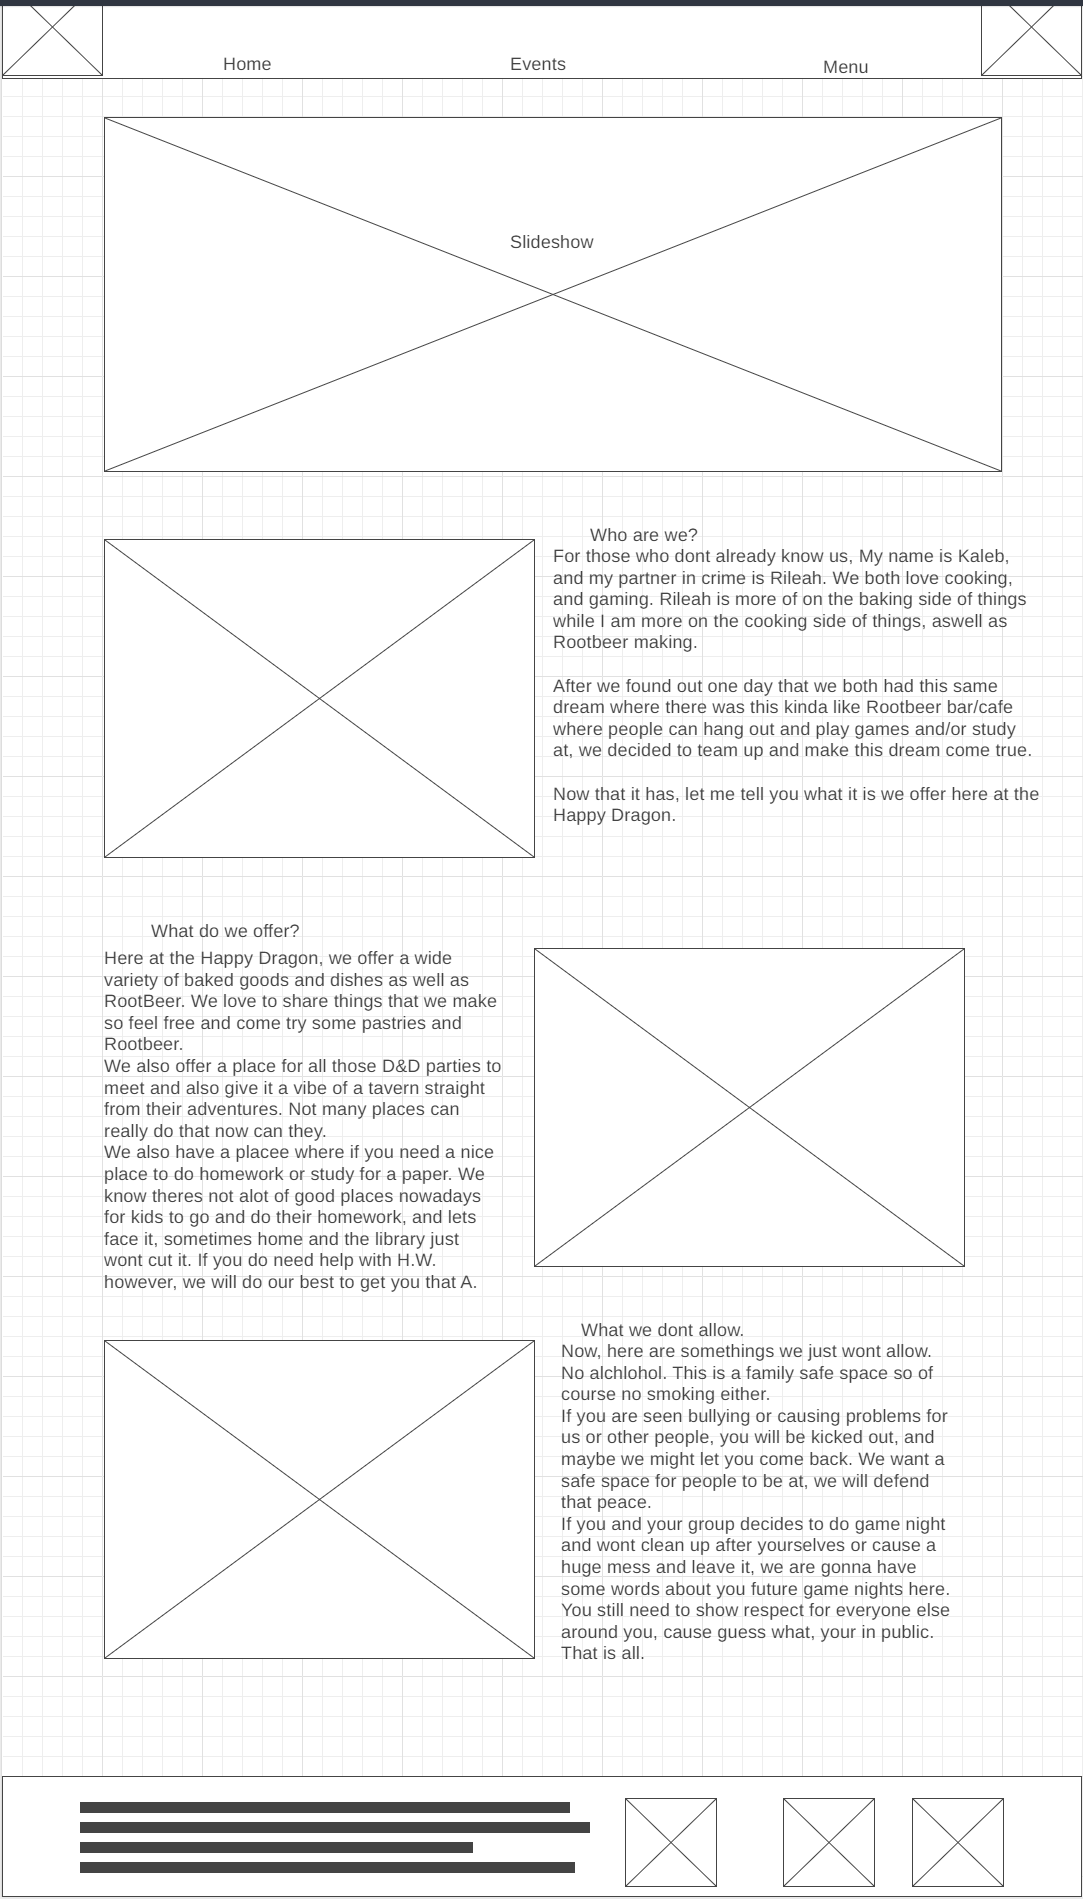 Home
Events
Menu
Slideshow
Who are we?
For those who dont already know us, My name is Kaleb,
and my partner in crime is Rileah. We both love cooking,
and gaming. Rileah is more of on the baking side of things
while I am more on the cooking side of things, aswell as
Rootbeer making.
After we found out one day that we both had this same
dream where there was this kinda like Rootbeer bar/cafe
where people can hang out and play games and/or study
at, we decided to team up and make this dream come true.
Now that it has, let me tell you what it is we offer here at the
Happy Dragon.
What do we offer?
Here at the Happy Dragon, we offer a wide
variety of baked goods and dishes as well as
RootBeer. We love to share things that we make
so feel free and come try some pastries and
Rootbeer.
We also offer a place for all those D&D parties to
meet and also give it a vibe of a tavern straight
from their adventures. Not many places can
really do that now can they.
We also have a placee where if you need a nice
place to do homework or study for a paper. We
know theres not alot of good places nowadays
for kids to go and do their homework, and lets
face it, sometimes home and the library just
wont cut it. If you do need help with H.W.
however, we will do our best to get you that A.
What we dont allow.
Now, here are somethings we just wont allow.
No alchlohol. This is a family safe space so of
course no smoking either.
If you are seen bullying or causing problems for
us or other people, you will be kicked out, and
maybe we might let you come back. We want a
safe space for people to be at, we will defend
that peace.
If you and your group decides to do game night
and wont clean up after yourselves or cause a
huge mess and leave it, we are gonna have
some words about you future game nights here.
You still need to show respect for everyone else
around you, cause guess what, your in public.
That is all.